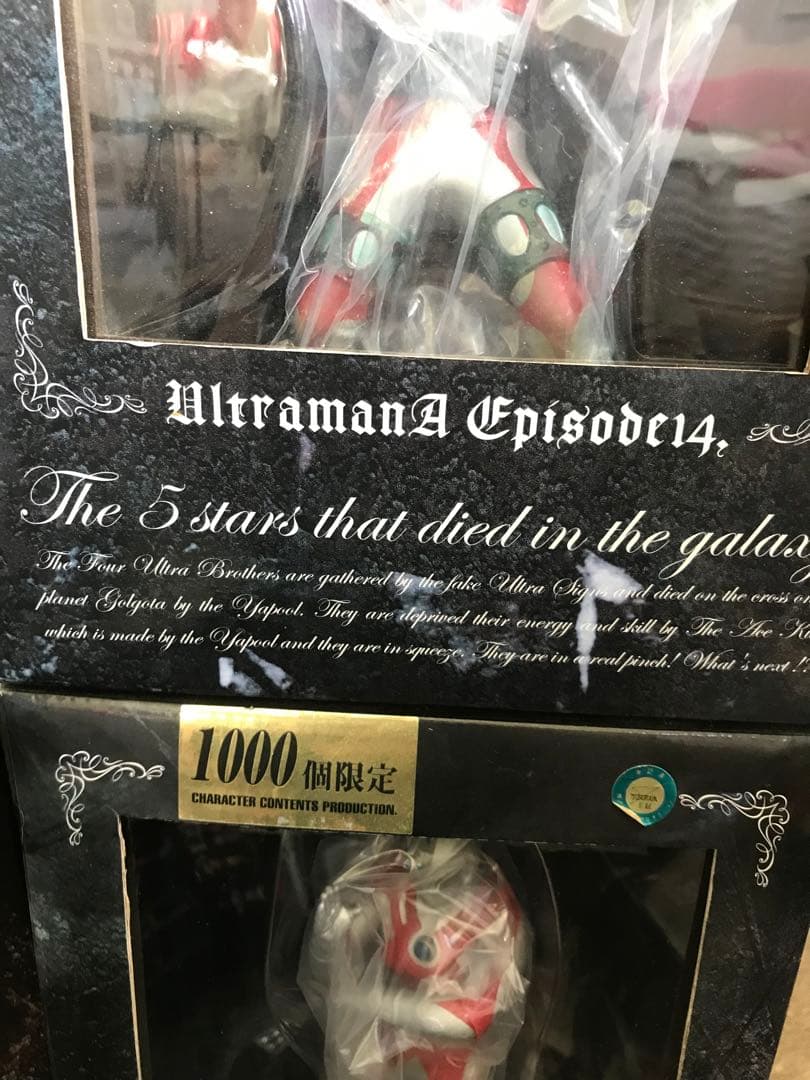 UltramanA Episode14,
The 5 stars that died in the galaxy
The Four Ultra Brothers are gathered by the fake Ultra Signs and died on the cross on
planet Golgota by the Yapool. They are deprived their energy and skill by The Ace
which is made by the Yapool and they are in squeeze. They are in a real pinch! What's next!?
1000個限定
CHARACTER CONTENTS PRODUCTION.